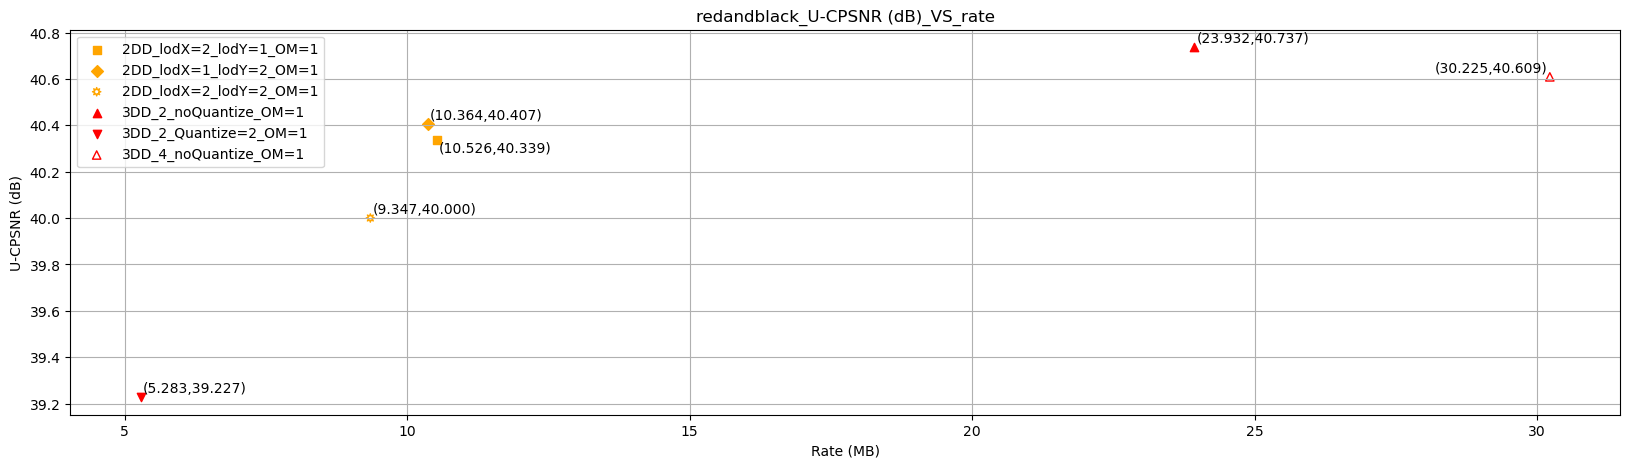 redandblack_U-CPSNR (dB)_VS_rate
40.8
40.6
40.4
40.2
40.0
39.8
39.6
39.4
39.2
U-CPSNR (dB)
2DD_lodX=2_lodY=1_OM=1
2DD_lodX=1_lodY=2_OM=1
2DD_lodX=2_lodY=2_OM=1
3DD_2_noQuantize_OM=1
3DD_2_Quantize=2_OM=1
3DD_4_noQuantize_OM=1
(23.932,40.737)
(30.225,40.609)
(10.364,40.407)
(10.526,40.339)
(9.347,40.000)
(5.283,39.227)
5
10
15
20
25
30
Rate (MB)